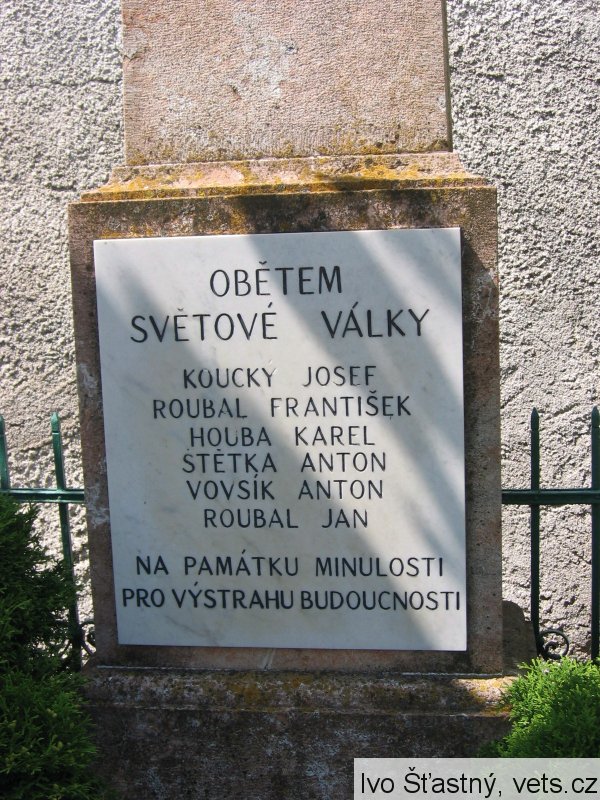 OBĚTEM
SVĚTOVÉ VÁLKY
KOUCKÝ JOSEF
ROUBAL FRANTIŠEK
HOUBA KAREL
ŠTĚTKA ANTON
VOVSÍK ANTON
ROUBAL JAN
NA PAMÁTKU MINULOSTI
PRO VÝSTRAHU BUDOUCNOSTI
Ivo Šťastný, vets.cz